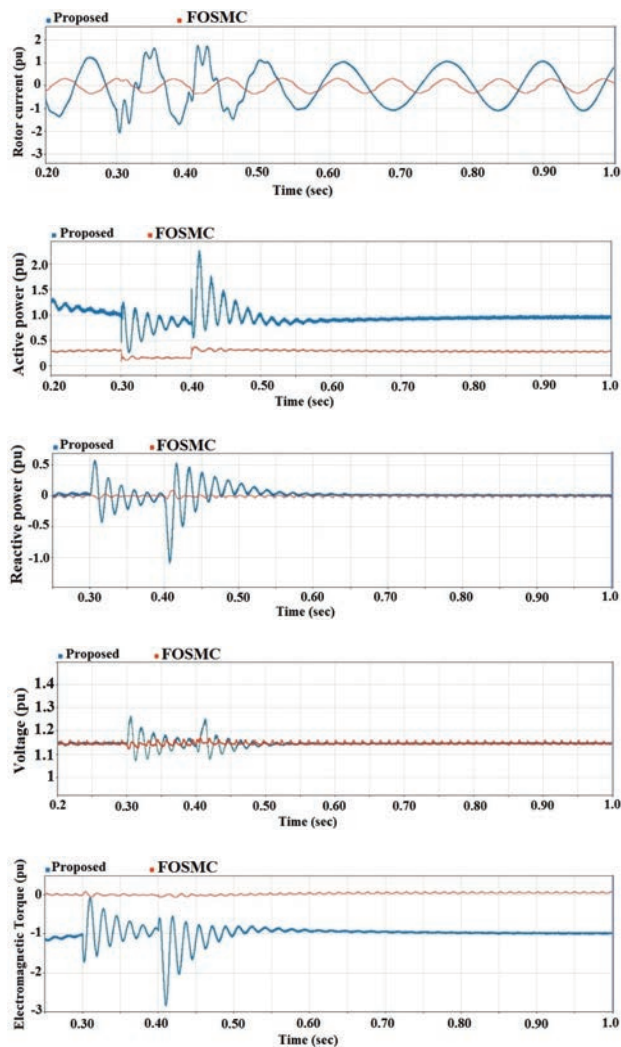 Proposed FOSMC
Rotor current (pu)
2
1
0
-1
-2
-3
0.20 0.30 0.40 0.50 0.60 0.70 0.80 0.90 1.0
Time (sec)
Proposed FOSMC
Active power (pu)
2.0
1.5
1.0
0.5
0
0.20 0.30 0.40 0.50 0.60 0.70 0.80 0.90 1.0
Time (sec)
Proposed FOSMC
Reactive power (pu)
0.5
0
-0.5
-1.0
0.30 0.40 0.50 0.60 0.70 0.80 0.90 1.0
Time (sec)
Proposed FOSMC
Voltage (pu)
1.4
1.3
1.2
1.1
1
0.2 0.30 0.40 0.50 0.60 0.70 0.80 0.90 1.0
Time (sec)
Proposed FOSMC
Electromagnetic Torque (pu)
0
-1
-2
-3
0.30 0.40 0.50 0.60 0.70 0.80 0.90 1.0
Time (sec)